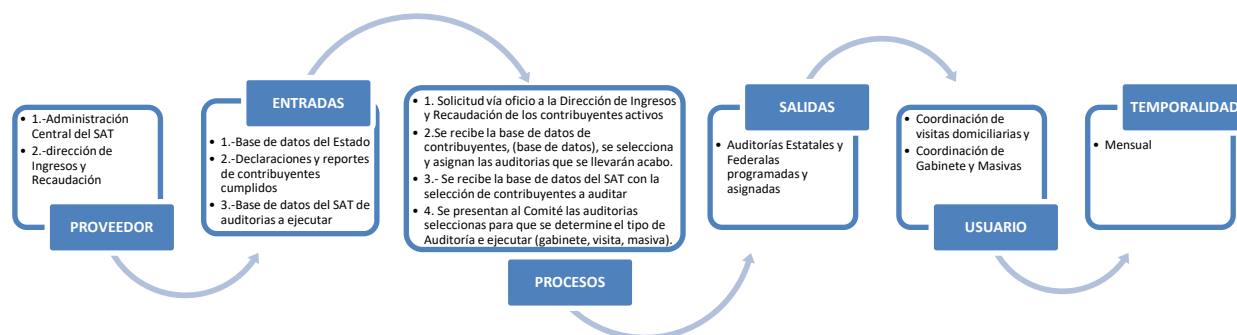 • 1.-Administración
Central del SAT
• 2.-dirección de
Ingresos y
Recaudación
PROVEEDOR
ENTRADAS
• 1.-Base de datos del Estado
• 2.-Declaraciones y reportes
de contribuyentes
cumplidos
• 3.-Base de datos del SAT de
auditorias a ejecutar
• 1. Solicitud vía oficio a la Dirección de Ingresos
y Recaudación de los contribuyentes activos
• 2.Se recibe la base de datos de
contribuyentes, (base de datos), se selecciona
y asignan las auditorias que se llevarán acabo.
• 3.- Se recibe la base de datos del SAT con la
selección de contribuyentes a auditar
• 4. Se presentan al Comité las auditorias
seleccionas para que se determine el tipo de
Auditoría e ejecutar (gabinete, visita, masiva).
PROCESOS
SALIDAS
• Auditorías Estatales y
Federalas
programadas y
asignadas
• Coordinación de
visitas domiciliarias y
• Coordinación de
Gabinete y Masivas
USUARIO
TEMPORALIDAD
• Mensual